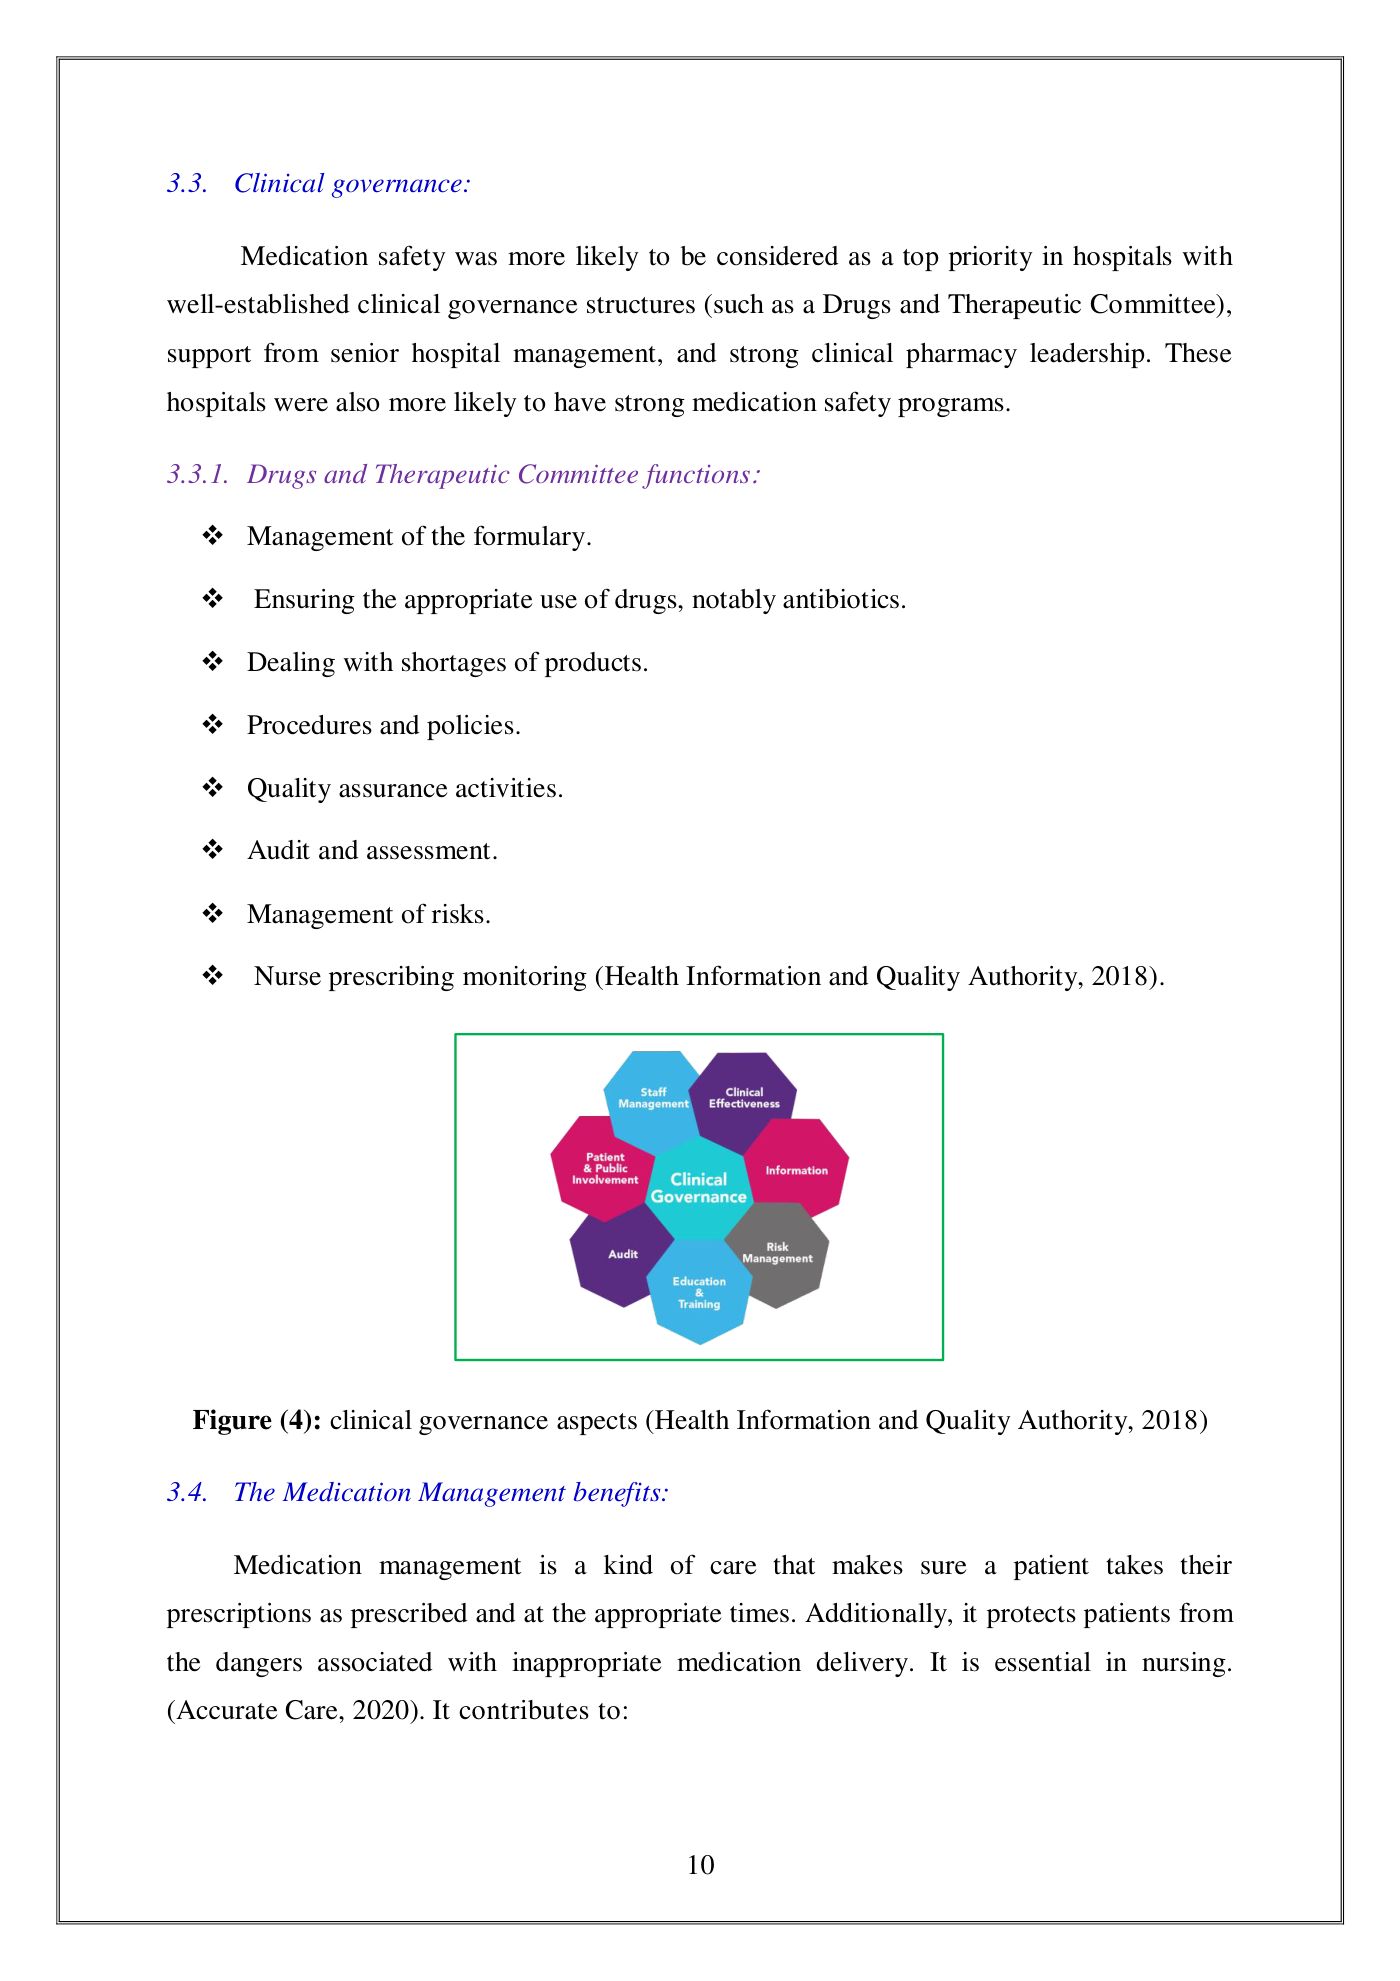 3.3. Clinical governance:
Medication safety was more likely to be considered as a top priority in hospitals with
well-established clinical governance structures (such as a Drugs and Therapeutic Committee),
support from senior hospital management, and strong clinical pharmacy leadership. These
hospitals were also more likely to have strong medication safety programs.
3.3.1. Drugs and Therapeutic Committee functions:
❖ Management of the formulary.
❖ Ensuring the appropriate use of drugs, notably antibiotics.
❖ Dealing with shortages of products.
❖ Procedures and policies.
❖ Quality assurance activities.
❖ Audit and assessment.
❖ Management of risks.
❖ Nurse prescribing monitoring (Health Information and Quality Authority, 2018).
Staff
Management
Clinical
Effectiveness
Patient
& Public
Involvement
Clinical
Governance
Information
Audit
Risk
Management
Education
&
Training
Figure (4): clinical governance aspects (Health Information and Quality Authority, 2018)
3.4. The Medication Management benefits:
Medication management is a kind of care that makes sure a patient takes their
prescriptions as prescribed and at the appropriate times. Additionally, it protects patients from
the dangers associated with inappropriate medication delivery. It is essential in nursing.
(Accurate Care, 2020). It contributes to:
10